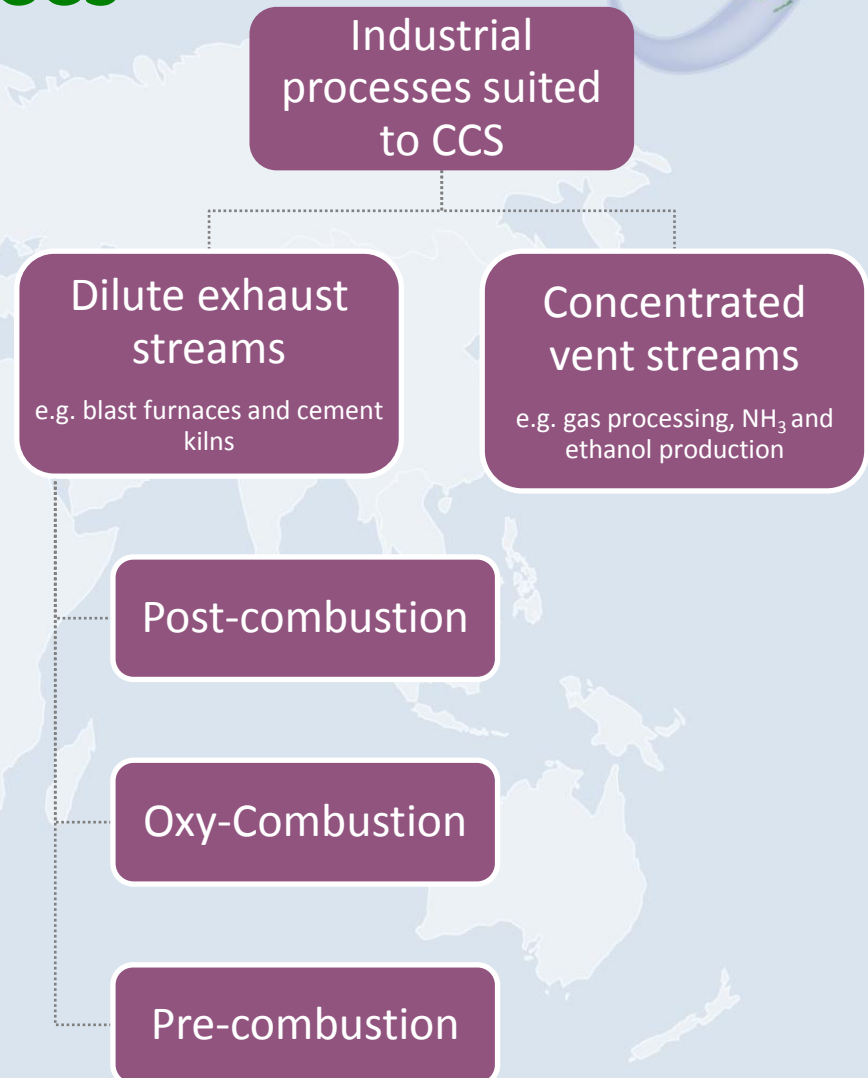 Industrial
processes suited
to CCS
Dilute exhaust
streams
e.g. blast furnaces and cement
kilns
Concentrated
vent streams
e.g. gas processing, NH₃ and
ethanol production
Post-combustion
Oxy-Combustion
Pre-combustion